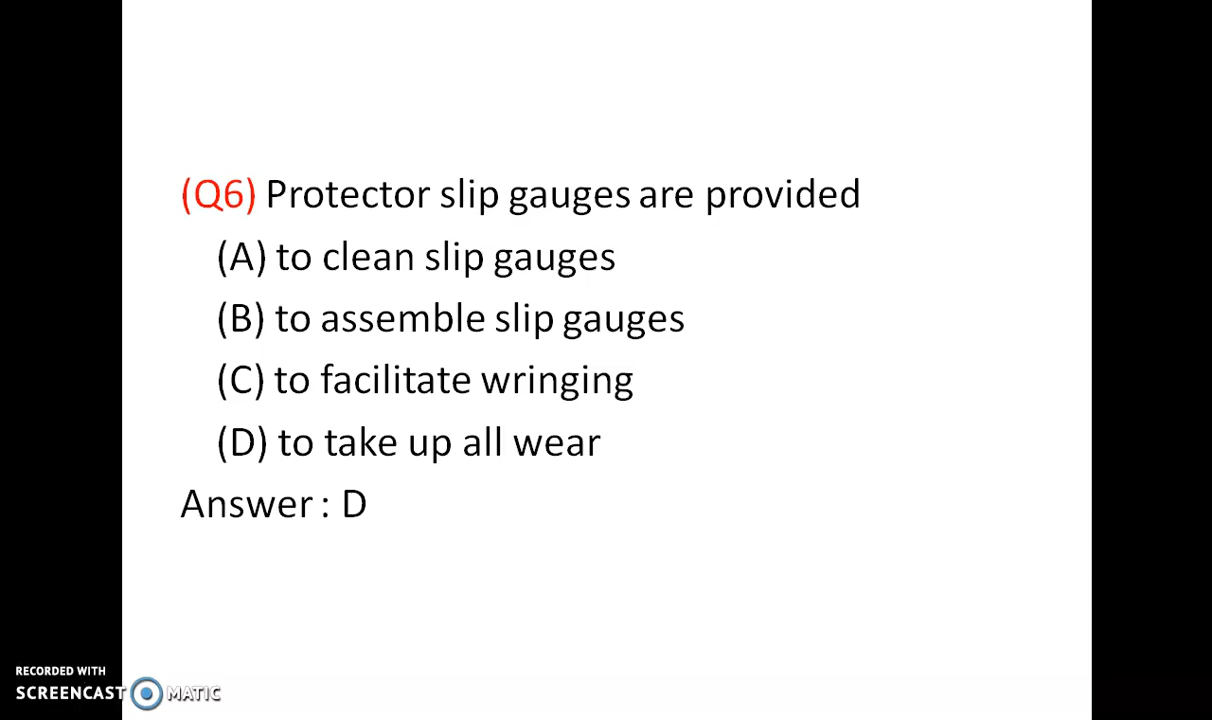 (Q6) Protector slip gauges are provided
(A) to clean slip gauges
(B) to assemble slip gauges
(C) to facilitate wringing
(D) to take up all wear
Answer : D
RECORDED WITH
SCREENCAST MATIC